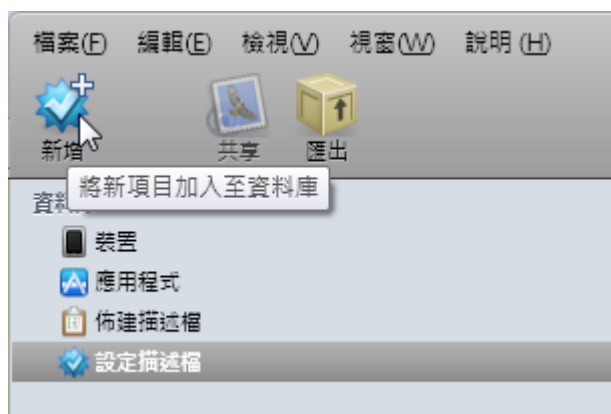 檔案(F) 編輯(E) 檢視(V) 視窗(W) 說明 (H)
新增 共享 匯出
將新項目加入至資料庫
資料
裝置
應用程式
佈建描述檔
設定描述檔